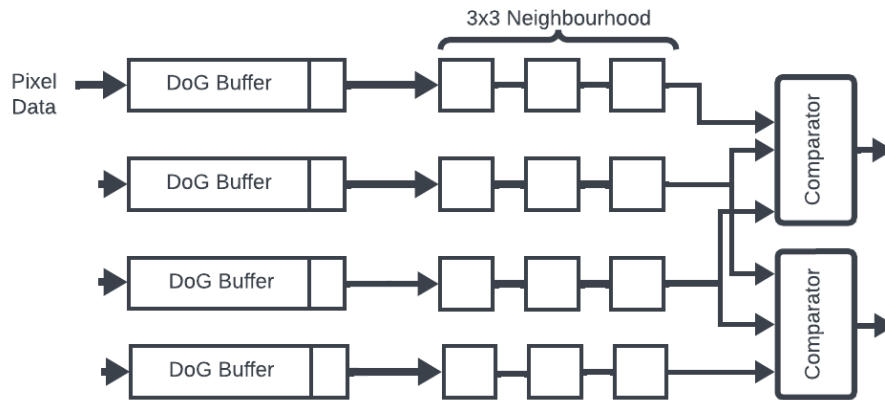 3x3 Neighbourhood
Pixel
Data
DoG Buffer
Comparator
DoG Buffer
DoG Buffer
Comparator
DoG Buffer